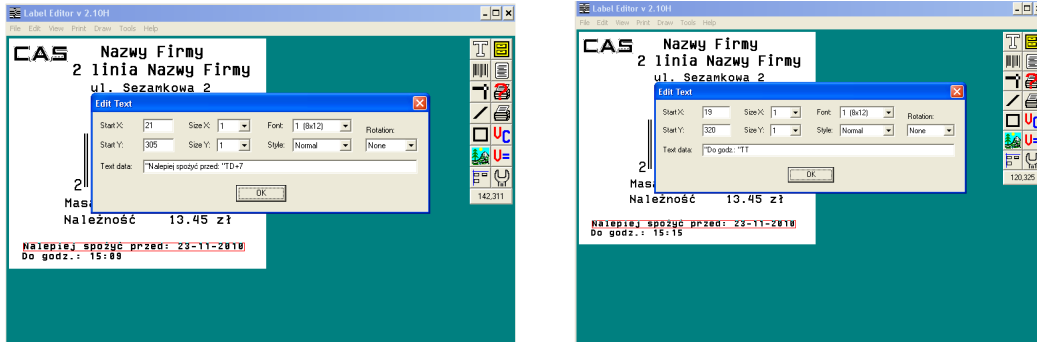 Label Editor v 2.10H
File Edit View Print Draw Tools Help
CAS Nazwy Firmy
2 linia Nazwy Firmy
ul. Sezamkowa 2
Edit Text
Start X: 21 Size X: 1 Font: 1 (8x12) Rotation:
Start Y: 305 Size Y: 1 Style: Normal None
Text data: "Nalepiej spożyć przed: "TD+7
OK
2
Masa
Należność 13.45 zł
Nalepiej spożyć przed: 23-11-2010
Do godz.: 15:09
142,311
Label Editor v 2.10H
File Edit View Print Draw Tools Help
CAS Nazwy Firmy
2 linia Nazwy Firmy
ul. Sezamkowa 2
Edit Text
Start X: 19 Size X: 1 Font: 1 (8x12) Rotation:
Start Y: 320 Size Y: 1 Style: Normal None
Text data: "Do godz.: "TT
OK
2
Masa
Należność 13.45 zł
Nalepiej spożyć przed: 23-11-2010
Do godz.: 15:15
120,325